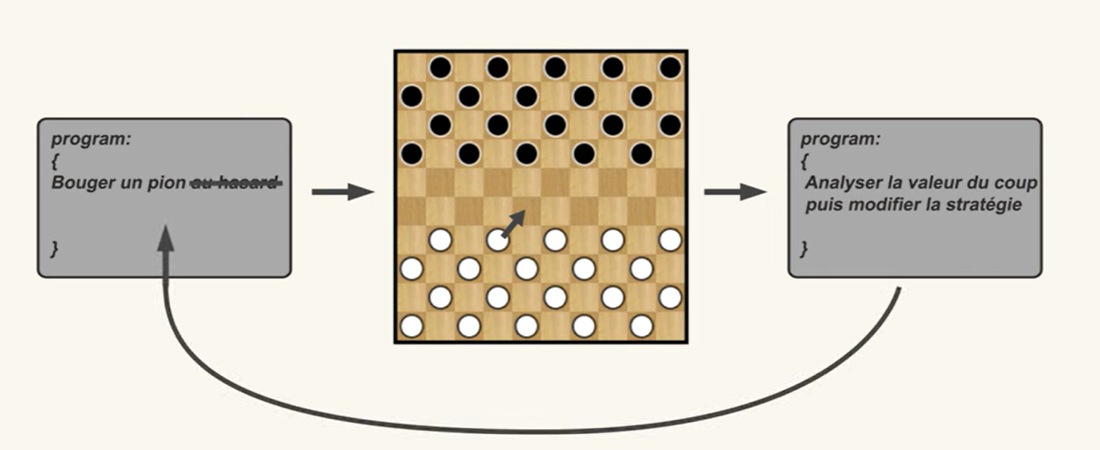 program:
{
Bouger un pion au hasard
}
program:
{
Analyser la valeur du coup
puis modifier la stratégie
}